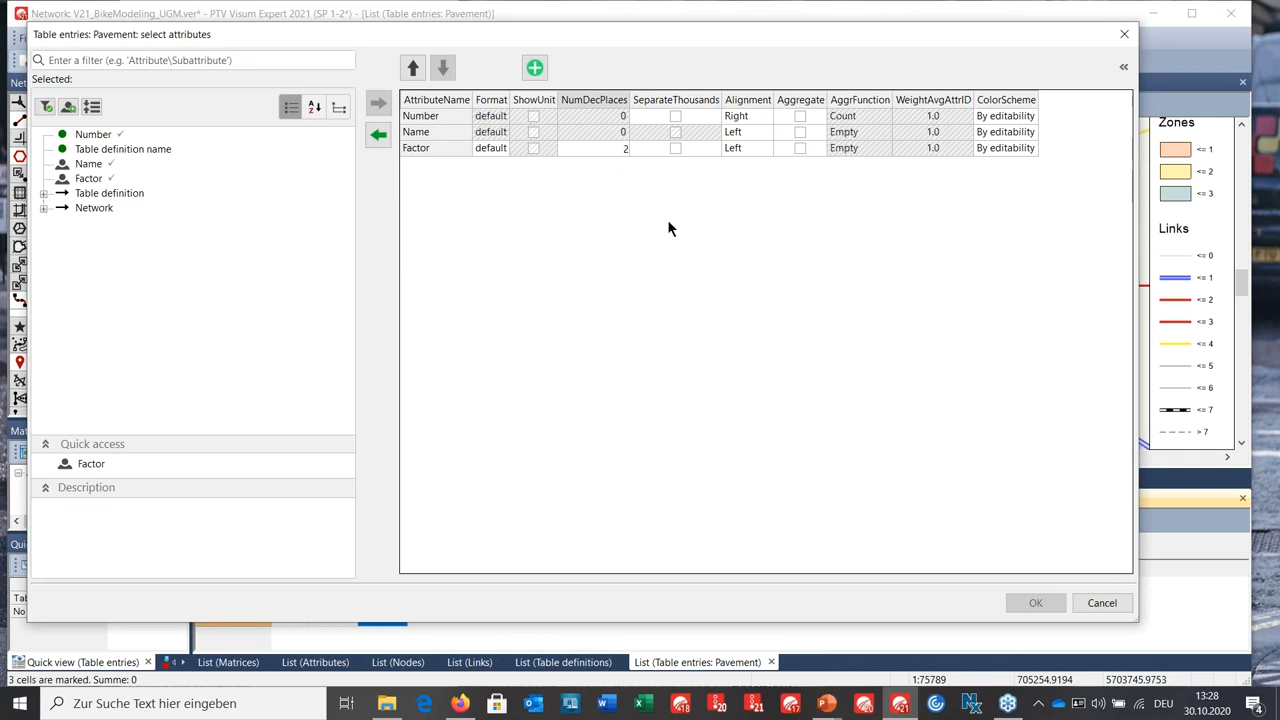 Network: V21_BikeModeling_UGM.ver* - PTV Visum Expert 2021 (SP 1-2*) - [List (Table entries: Pavement)]
Table entries: Pavement: select attributes
Enter a filter (e.g. 'Attribute\Subattribute')
Selected:
AttributeName Format ShowUnit NumDecPlaces SeparateThousands Alignment Aggregate AggrFunction WeightAvgAttrID ColorScheme
Number default 0 Right Count 1.0 By editability
Name default 0 Left Empty 1.0 By editability
Factor default 2 Left Empty 1.0 By editability
Number
Table definition name
Name
Factor
Table definition
Network
Quick access
Factor
Description
OK
Cancel
Zones
<= 1
<= 2
<= 3
Links
<= 0
<= 1
<= 2
<= 3
<= 4
<= 5
<= 6
<= 7
> 7
Quick view (Table entries)
List (Matrices)
List (Attributes)
List (Nodes)
List (Links)
List (Table definitions)
List (Table entries: Pavement)
3 cells are marked. Summe: 0
1:75789
705254.9194
5703745.9753
Zur Suche Text hier eingeben
DEU
13:28
30.10.2020